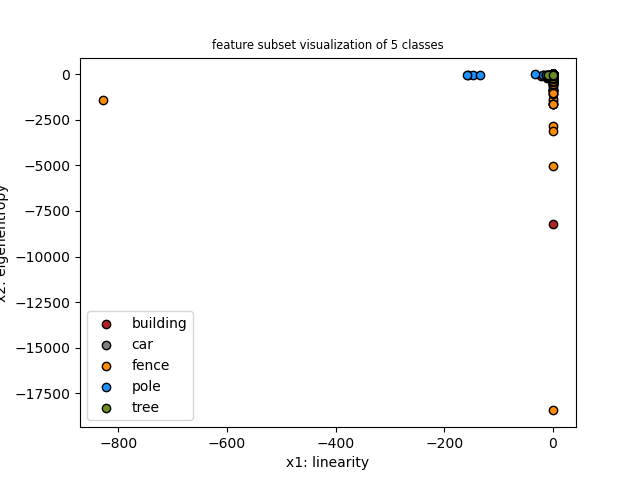 feature subset visualization of 5 classes
0
−2500
−5000
−7500
−10000
−12500
−15000
−17500
x2: eigenentropy
building
car
fence
pole
tree
−800
−600
−400
−200
0
x1: linearity